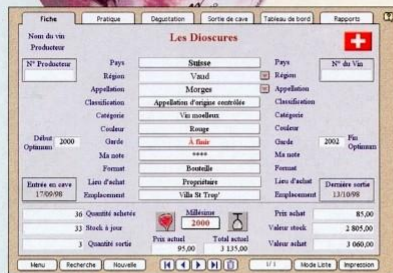 Fiche Pratique Dégustation Sortie de cave Tableau de bord Rapports
Nom du vin
Producteur
Les Dioscures
N° Producteur
N° du Vin
Pays Suisse Pays
Région Vaud Région
Appellation Morges Appellation
Classification Appellation d'origine contrôlée Classification
Catégorie Vin moelleux Catégorie
Couleur Rouge Couleur
Début Optimum 2000 Garde À finir Garde 2002 Fin Optimum
Ma note **** Ma note
Format Bouteille Format
Lieu d'achat Propriétaire Lieu d'achat
Entrée en cave 17/09/98 Emplacement Villa St Trop' Emplacement Dernière sortie 13/10/98
36 Quantité achetée Millésime 2000 Prix achat 85,00
33 Stock à jour Valeur stock 2 805,00
3 Quantité sortie Prix actuel 95,00 Total actuel 3 135,00 Valeur achat 3 060,00
Menu Recherche Nouvelle 1/1 Mode Liste Impression